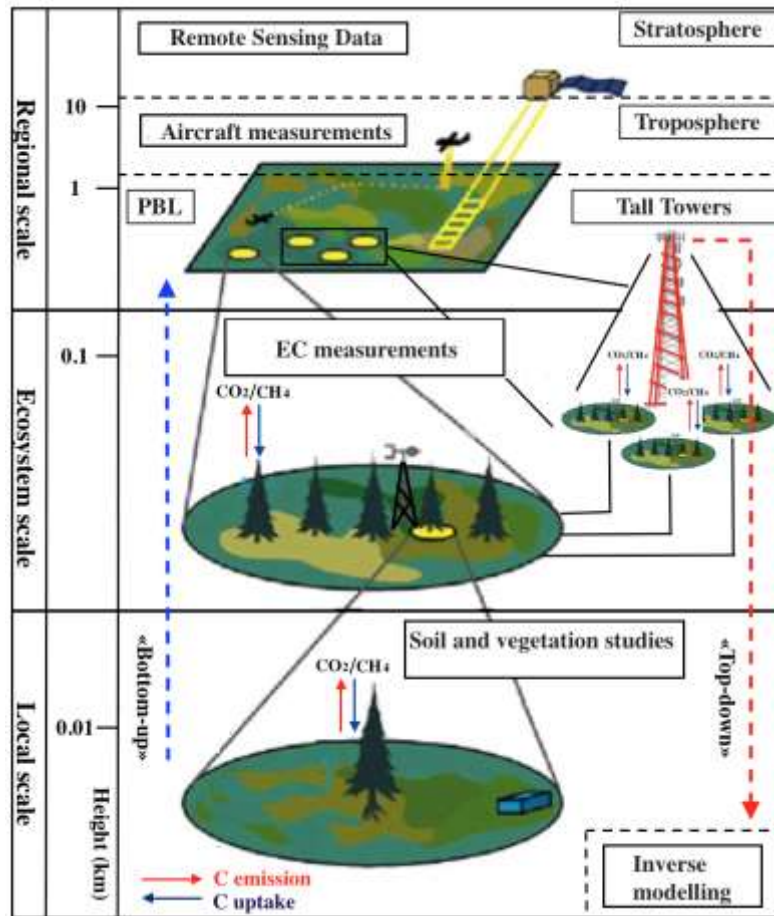 Remote Sensing Data
Stratosphere
Regional scale
10
Aircraft measurements
Troposphere
1
PBL
Tall Towers
EC measurements
0.1
Ecosystem scale
CO2/CH4
CO2/CH4
CO2/CH4
CO2/CH4
Soil and vegetation studies
CO2/CH4
«Bottom-up»
«Top-down»
Local scale
0.01
Height (km)
C emission
C uptake
Inverse
modelling